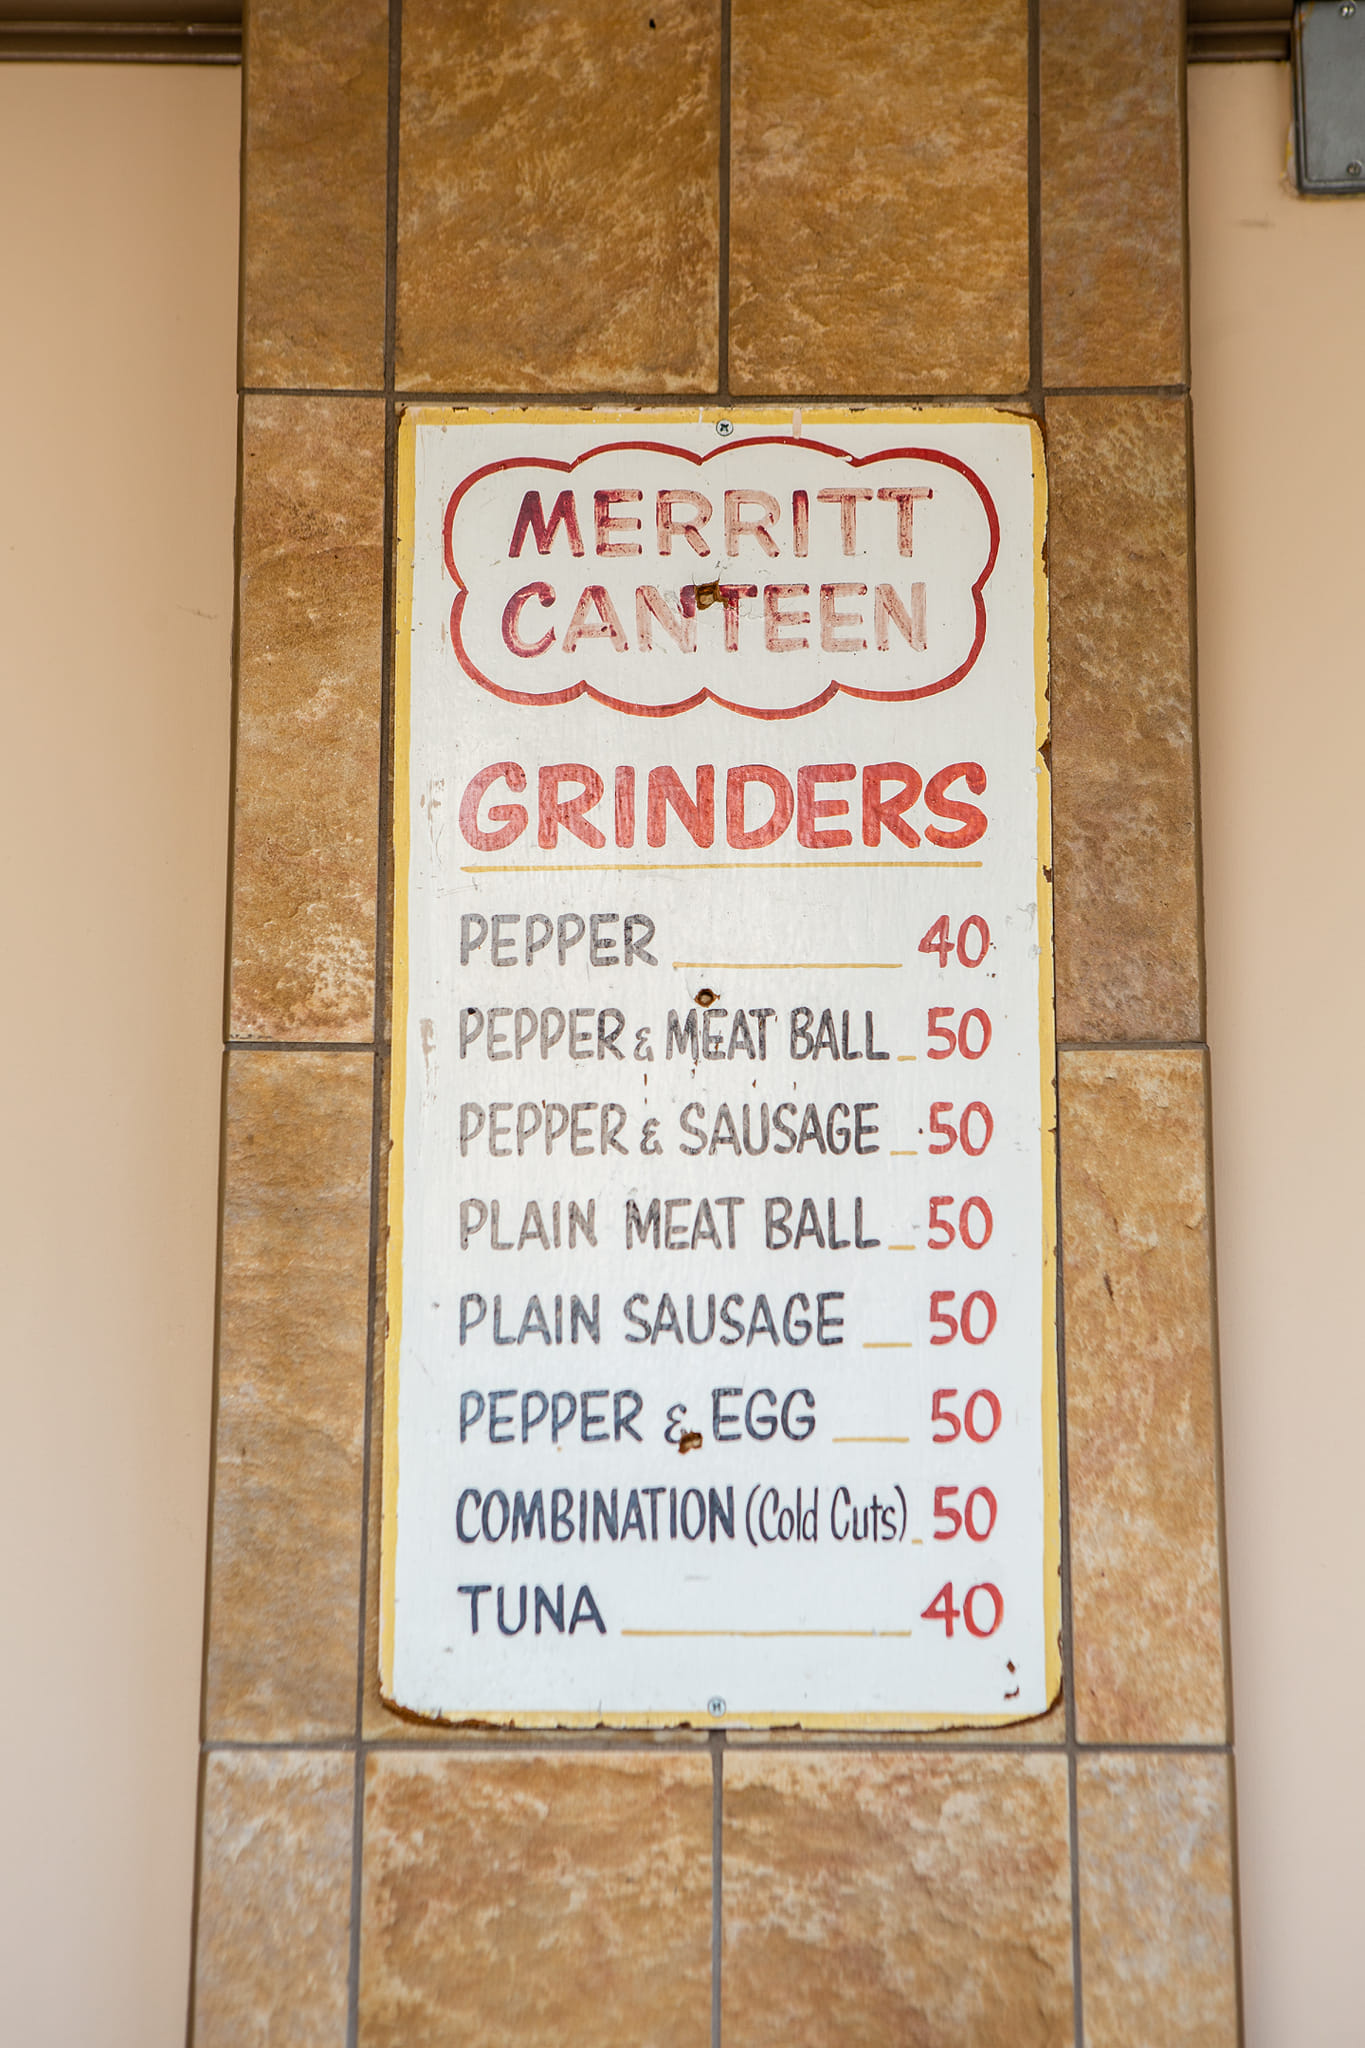 MERRITT
CANTEEN
GRINDERS
PEPPER 40
PEPPER & MEAT BALL 50
PEPPER & SAUSAGE 50
PLAIN MEAT BALL 50
PLAIN SAUSAGE 50
PEPPER & EGG 50
COMBINATION (Cold Cuts) 50
TUNA 40